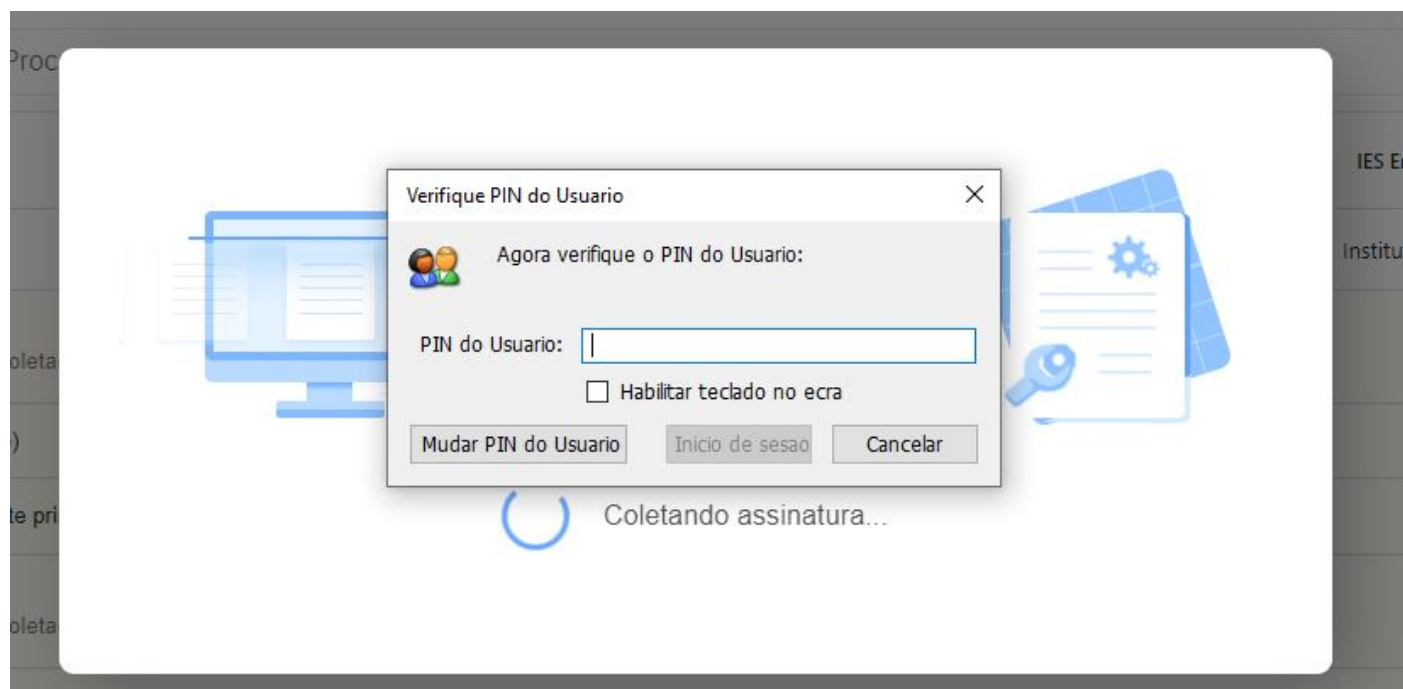 Proc
IES
Verifique PIN do Usuario
Agora verifique o PIN do Usuario:
Institu
PIN do Usuario:
oleta
Habilitar teclado no ecra
)
Mudar PIN do Usuario Inicio de sesao Cancelar
te pri
Coletando assinatura...
oleta